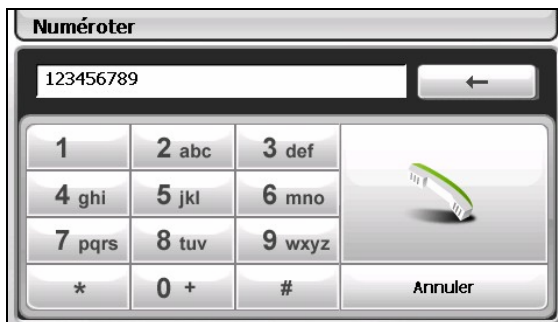 Numéroter
123456789
←
1 2 abc 3 def
4 ghi 5 jkl 6 mno
7 pqrs 8 tuv 9 wxyz
* 0 + # Annuler